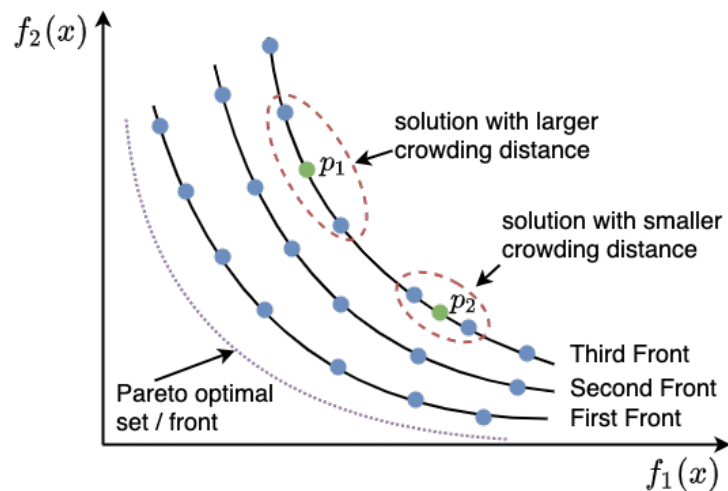 f₂(x)
solution with larger
crowding distance
p₁
solution with smaller
crowding distance
p₂
Third Front
Pareto optimal
set / front
Second Front
First Front
f₁(x)